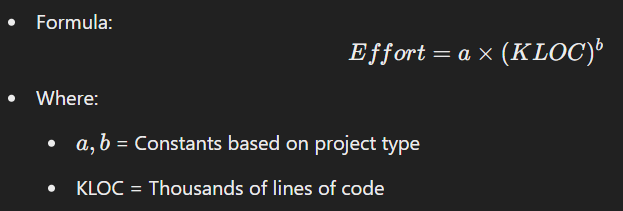 • Formula:
Effort = a × (KLOC)^b
• Where:
• a, b = Constants based on project type
• KLOC = Thousands of lines of code